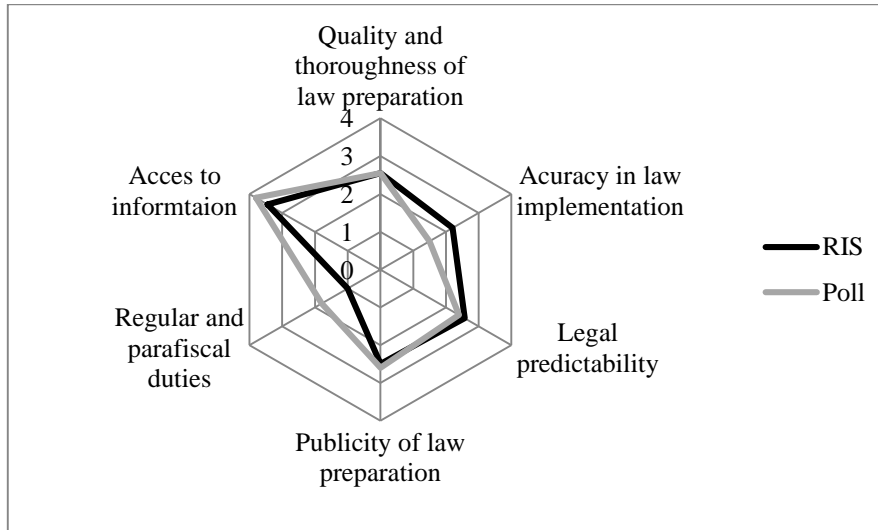 Quality and
thoroughness of
law preparation
4
3
2
1
0
Acuracy in law
implementation
Legal
predictability
Publicity of law
preparation
Regular and
parafiscal
duties
Acces to
informtaion
RIS
Poll